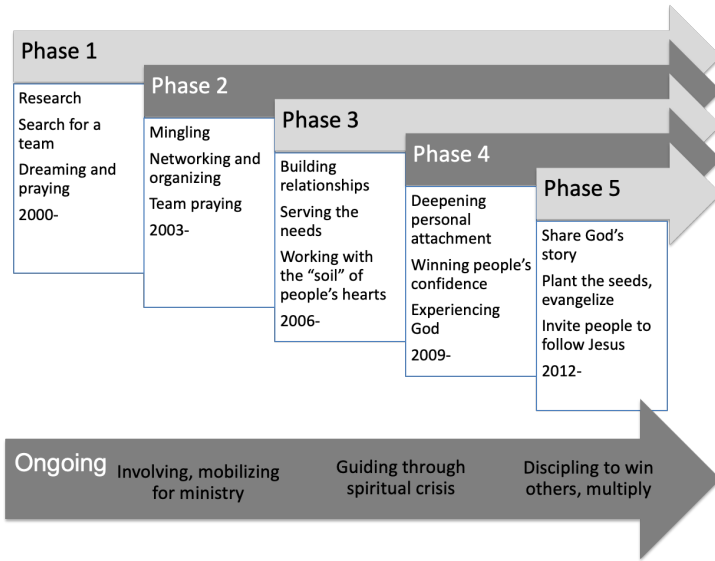 Phase 1
Research
Search for a
team
Dreaming and
praying
2000-
Phase 2
Mingling
Networking and
organizing
Team praying
2003-
Phase 3
Building
relationships
Serving the
needs
Working with
the “soil” of
people’s hearts
2006-
Phase 4
Deepening
personal
attachment
Winning people’s
confidence
Experiencing
God
2009-
Phase 5
Share God’s
story
Plant the seeds,
evangelize
Invite people to
follow Jesus
2012-
Ongoing
Involving, mobilizing
for ministry
Guiding through
spiritual crisis
Discipling to win
others, multiply